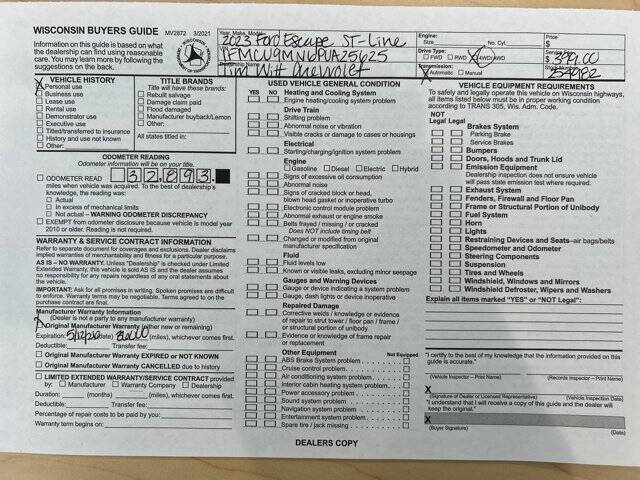 WISCONSIN BUYERS GUIDE MV2872 3/2021
Information on this guide is based on what
the dealer can find using reasonable
care. You may learn more by following the
suggestions on the back.
Year, Make, Model
2023 Ford Escape ST-Line
1FMCU9MN6PUA25625
Tim Witt Chevrolet
Engine:
Size No. Cyl.
Drive Type:
FWD RWD X 4WD/AWD
Transmission:
X Automatic Manual
Price
$
Service Fee
$ 399.00
VEHICLE HISTORY
X Personal use
Business use
Lease use
Rental use
Demonstrator use
Executive use
Titled/transferred to insurance
History and use not known
Other:
TITLE BRANDS
Title will have these brands:
Rebuilt salvage
Damage claim paid
Flood damaged
Manufacturer buyback/Lemon
Other:
All states titled in:
ODOMETER READING
Odometer information will be on your title.
ODOMETER READ 32,893
miles when vehicle was acquired. To the best of dealership's
knowledge, the reading was:
Actual
In excess of mechanical limits
Not actual – WARNING ODOMETER DISCREPANCY
EXEMPT from odometer disclosure because vehicle is model year
2010 or older. Reading is not required.
WARRANTY & SERVICE CONTRACT INFORMATION
Refer to separate document for coverages and exclusions. Dealer disclaims
implied warranties of merchantability and fitness for a particular purpose.
AS IS – NO WARRANTY. Unless "Dealership" is checked under Limited
Extended Warranty, this vehicle is sold AS IS and the dealer assumes
no responsibility for any repairs regardless of any oral statements about the
vehicle.
IMPORTANT: Ask for all promises in writing. Spoken promises are difficult
to enforce. Warranty terms may be negotiable. Terms agreed to on the
purchase contract are final.
Manufacturer Warranty Information
(Dealer is not a party to any manufacturer warranty)
X Original Manufacturer Warranty (either new or remaining)
Expiration: 5/12/26 (date) (miles), whichever comes first.
Deductible: Transfer fee:
Original Manufacturer Warranty EXPIRED or NOT KNOWN
Original Manufacturer Warranty CANCELLED due to history
LIMITED EXTENDED WARRANTY/SERVICE CONTRACT provided
by: Manufacturer Warranty Company Dealership
Duration: (months) (miles), whichever comes first.
Deductible: Transfer fee:
Percentage of repair costs to be paid by you:
Warranty term begins on:
USED VEHICLE GENERAL CONDITION
YES NO Heating and Cooling System
Engine heating/cooling system problem
Drive Train
Shifting problem
Abnormal noise or vibration
Visible cracks or damage to cases or housings
Electrical
Starting/charging/ignition system problem
Engine
Gasoline Diesel Electric Hybrid
Signs of excessive oil consumption
Abnormal noise
Signs of cracked block or head,
blown head gasket or inoperative turbo
Electronic control module problem
Abnormal exhaust or engine smoke
Belts frayed / missing / or cracked
Does NOT include timing belt
Changed or modified from original
manufacturer specification
Fluid
Fluid levels low
Known or visible leaks, excluding minor seepage
Gauges and Warning Devices
Gauge or device indicating a system problem
Gauge, dash lights or device inoperative
Repaired Damage
Corrective welds / knowledge or evidence
of repair to strut tower / floor pan / frame /
or structural portion of unibody
Evidence or knowledge of frame repair
or replacement
Other Equipment Not Equipped
ABS Brake System problem
Cruise control problem
Air conditioning system problem
Interior cabin heating system problem
Power accessory problem
Sound system problem
Navigation system problem
Entertainment system problem
Spare tire / jack missing
VEHICLE EQUIPMENT REQUIREMENTS
To safely and legally operate this vehicle on Wisconsin highways,
all items listed below must be in proper working condition
according to TRANS 305, Wis. Adm. Code.
NOT
Legal Legal
Brakes System
Parking Brake
Service Brakes
Bumpers
Doors, Hoods and Trunk Lid
Emission Equipment
Dealership inspection does not ensure vehicle
will pass emission test where required.
Exhaust System
Fenders, Firewall and Floor Pan
Frame or Structural Portion of Unibody
Fuel System
Horn
Lights
Restraining Devices and Seats–air bags/belts
Speedometer and Odometer
Steering Components
Suspension
Tires and Wheels
Windshield, Windows and Mirrors
Windshield Defroster, Wipers and Washers
Explain all items marked "YES" or "NOT Legal":
"I certify to the best of my knowledge that the information provided on this
guide is accurate."
(Vehicle Inspector – Print Name) (Records Inspector – Print Name)
X
(Signature of Dealer or Licensed Representative) (Vehicle Inspection Date)
"I understand that I will receive a copy of this guide and the dealer will
keep the original."
X
(Buyer Signature) (Date)
DEALERS COPY